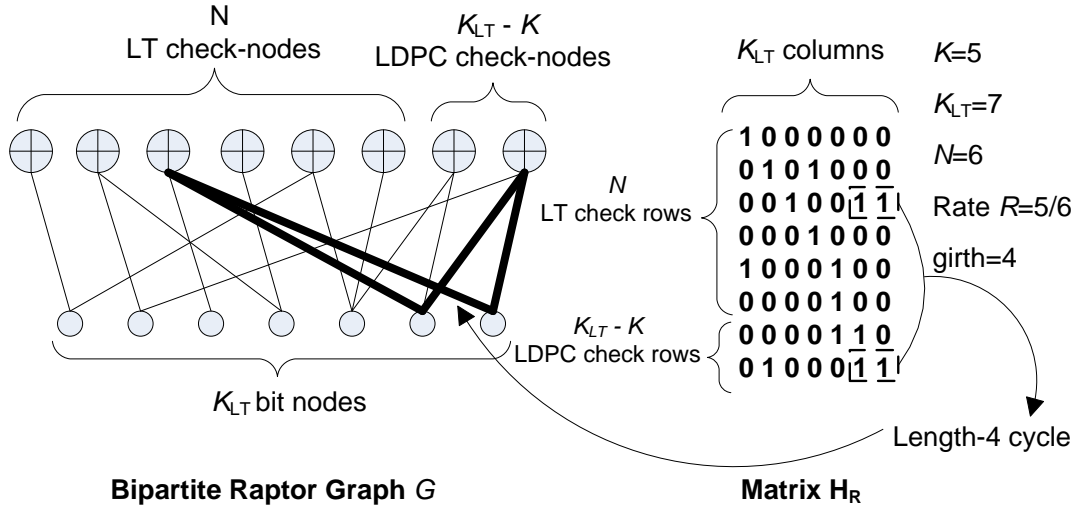 N
LT check-nodes
K_LT - K
LDPC check-nodes
K_LT bit nodes
Bipartite Raptor Graph G
K_LT columns
N
LT check rows
K_LT - K
LDPC check rows
1 0 0 0 0 0 0
0 1 0 1 0 0 0
0 0 1 0 0 1 1
0 0 0 1 0 0 0
1 0 0 0 1 0 0
0 0 0 0 1 0 0
0 0 0 0 1 1 0
0 1 0 0 0 1 1
K=5
K_LT=7
N=6
Rate R=5/6
girth=4
Length-4 cycle
Matrix H_R